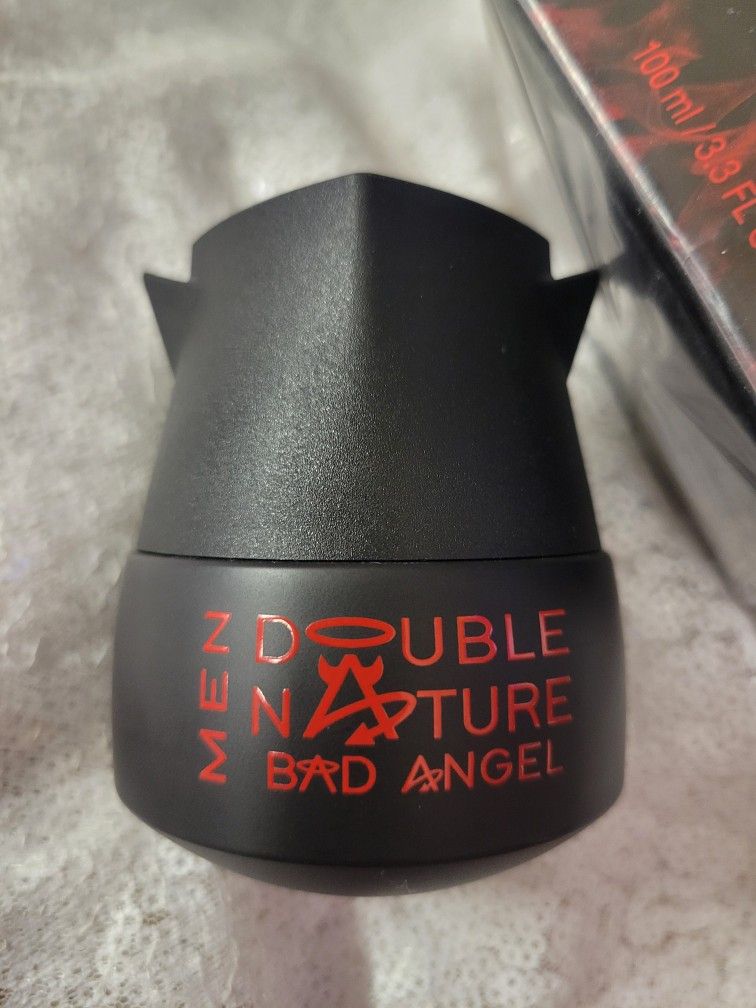 100 ml / 3.3 FL
MEN
DOUBLE
NATURE
BAD ANGEL